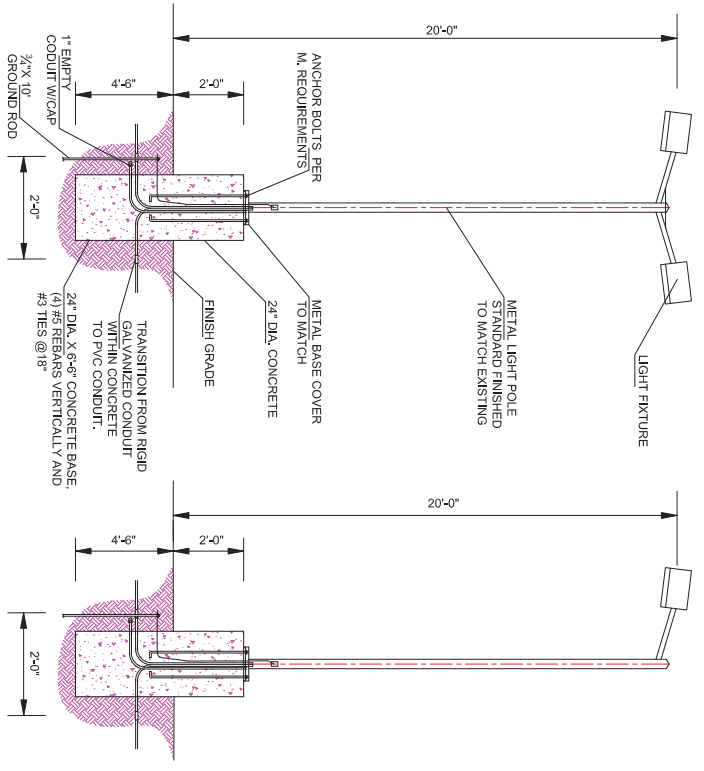 20'-0"
4'-6"
2'-0"
2'-0"
1" EMPTY
CODUIT W/CAP
¾"X 10'
GROUND ROD
ANCHOR BOLTS PER
M. REQUIREMENTS
LIGHT FIXTURE
METAL LIGHT POLE
STANDARD FINISHED
TO MATCH EXISTING
METAL BASE COVER
TO MATCH
24" DIA. CONCRETE
FINISH GRADE
TRANSITION FROM RIGID
GALVANIZED CONDUIT
WITHIN CONCRETE
TO PVC CONDUIT.
24" DIA. X 6'-6" CONCRETE BASE,
(4) #5 REBARS VERTICALLY AND
#3 TIES @18"
20'-0"
4'-6"
2'-0"
2'-0"